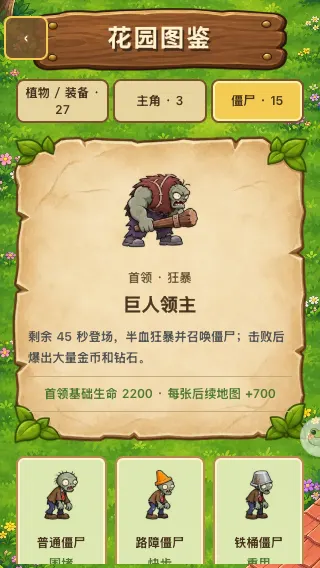 ‹
花园图鉴
植物 / 装备 ·
27
主角 · 3
僵尸 · 15
首领 · 狂暴
巨人领主
剩余 45 秒登场，半血狂暴并召唤僵尸；击败后
爆出大量金币和钻石。
首领基础生命 2200 · 每张后续地图 +700
普通僵尸
路障僵尸
铁桶僵尸